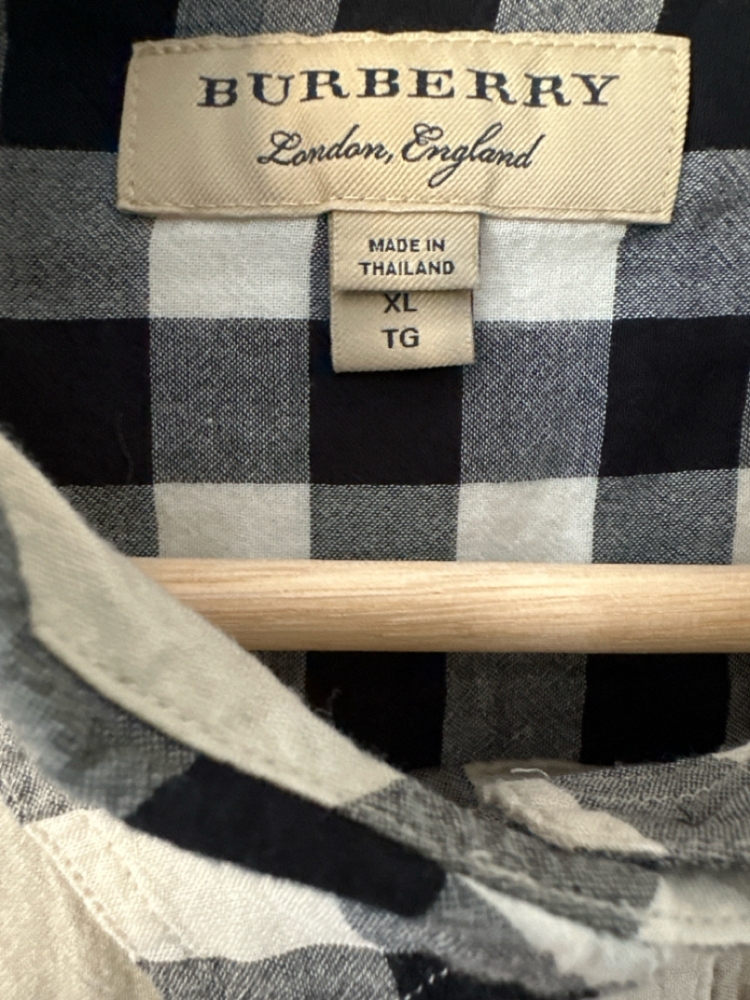 BURBERRY
London, England
MADE IN
THAILAND
XL
TG